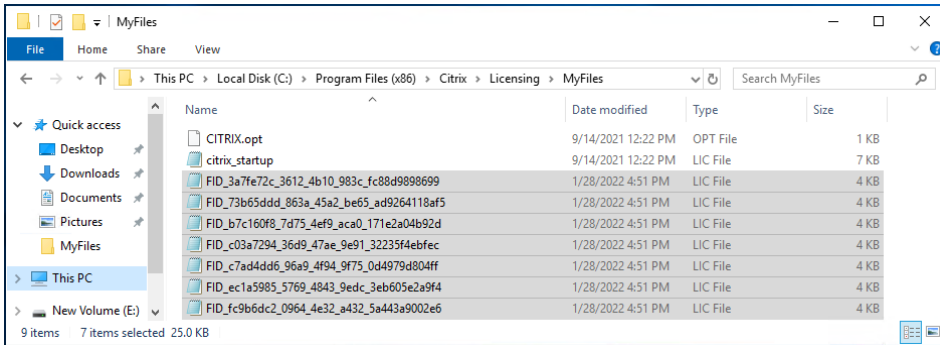 MyFiles
File Home Share View
This PC > Local Disk (C:) > Program Files (x86) > Citrix > Licensing > MyFiles Search MyFiles
Name Date modified Type Size
Quick access
Desktop
Downloads
Documents
Pictures
MyFiles
This PC
New Volume (E:)
CITRIX.opt 9/14/2021 12:22 PM OPT File 1 KB
citrix_startup 9/14/2021 12:22 PM LIC File 7 KB
FID_3a7fe72c_3612_4b10_983c_fc88d9898699 1/28/2022 4:51 PM LIC File 4 KB
FID_73b65ddd_863a_45a2_be65_ad9264118af5 1/28/2022 4:51 PM LIC File 4 KB
FID_b7c160f8_7d75_4ef9_aca0_171e2a04b92d 1/28/2022 4:51 PM LIC File 4 KB
FID_c03a7294_36d9_47ae_9e91_32235f4ebfec 1/28/2022 4:51 PM LIC File 4 KB
FID_c7ad4dd6_96a9_4f94_9f75_0d4979d804ff 1/28/2022 4:51 PM LIC File 4 KB
FID_ec1a5985_5769_4843_9edc_3eb605e2a9f4 1/28/2022 4:51 PM LIC File 4 KB
FID_fc9b6dc2_0964_4e32_a432_5a443a9002e6 1/28/2022 4:51 PM LIC File 4 KB
9 items 7 items selected 25.0 KB